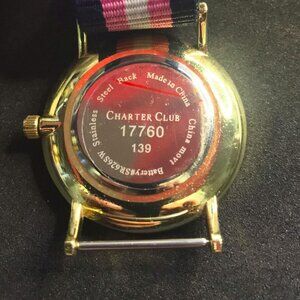 Stainless Steel Back Made in China China movt Battery:SR626SW
CHARTER CLUB
17760
139